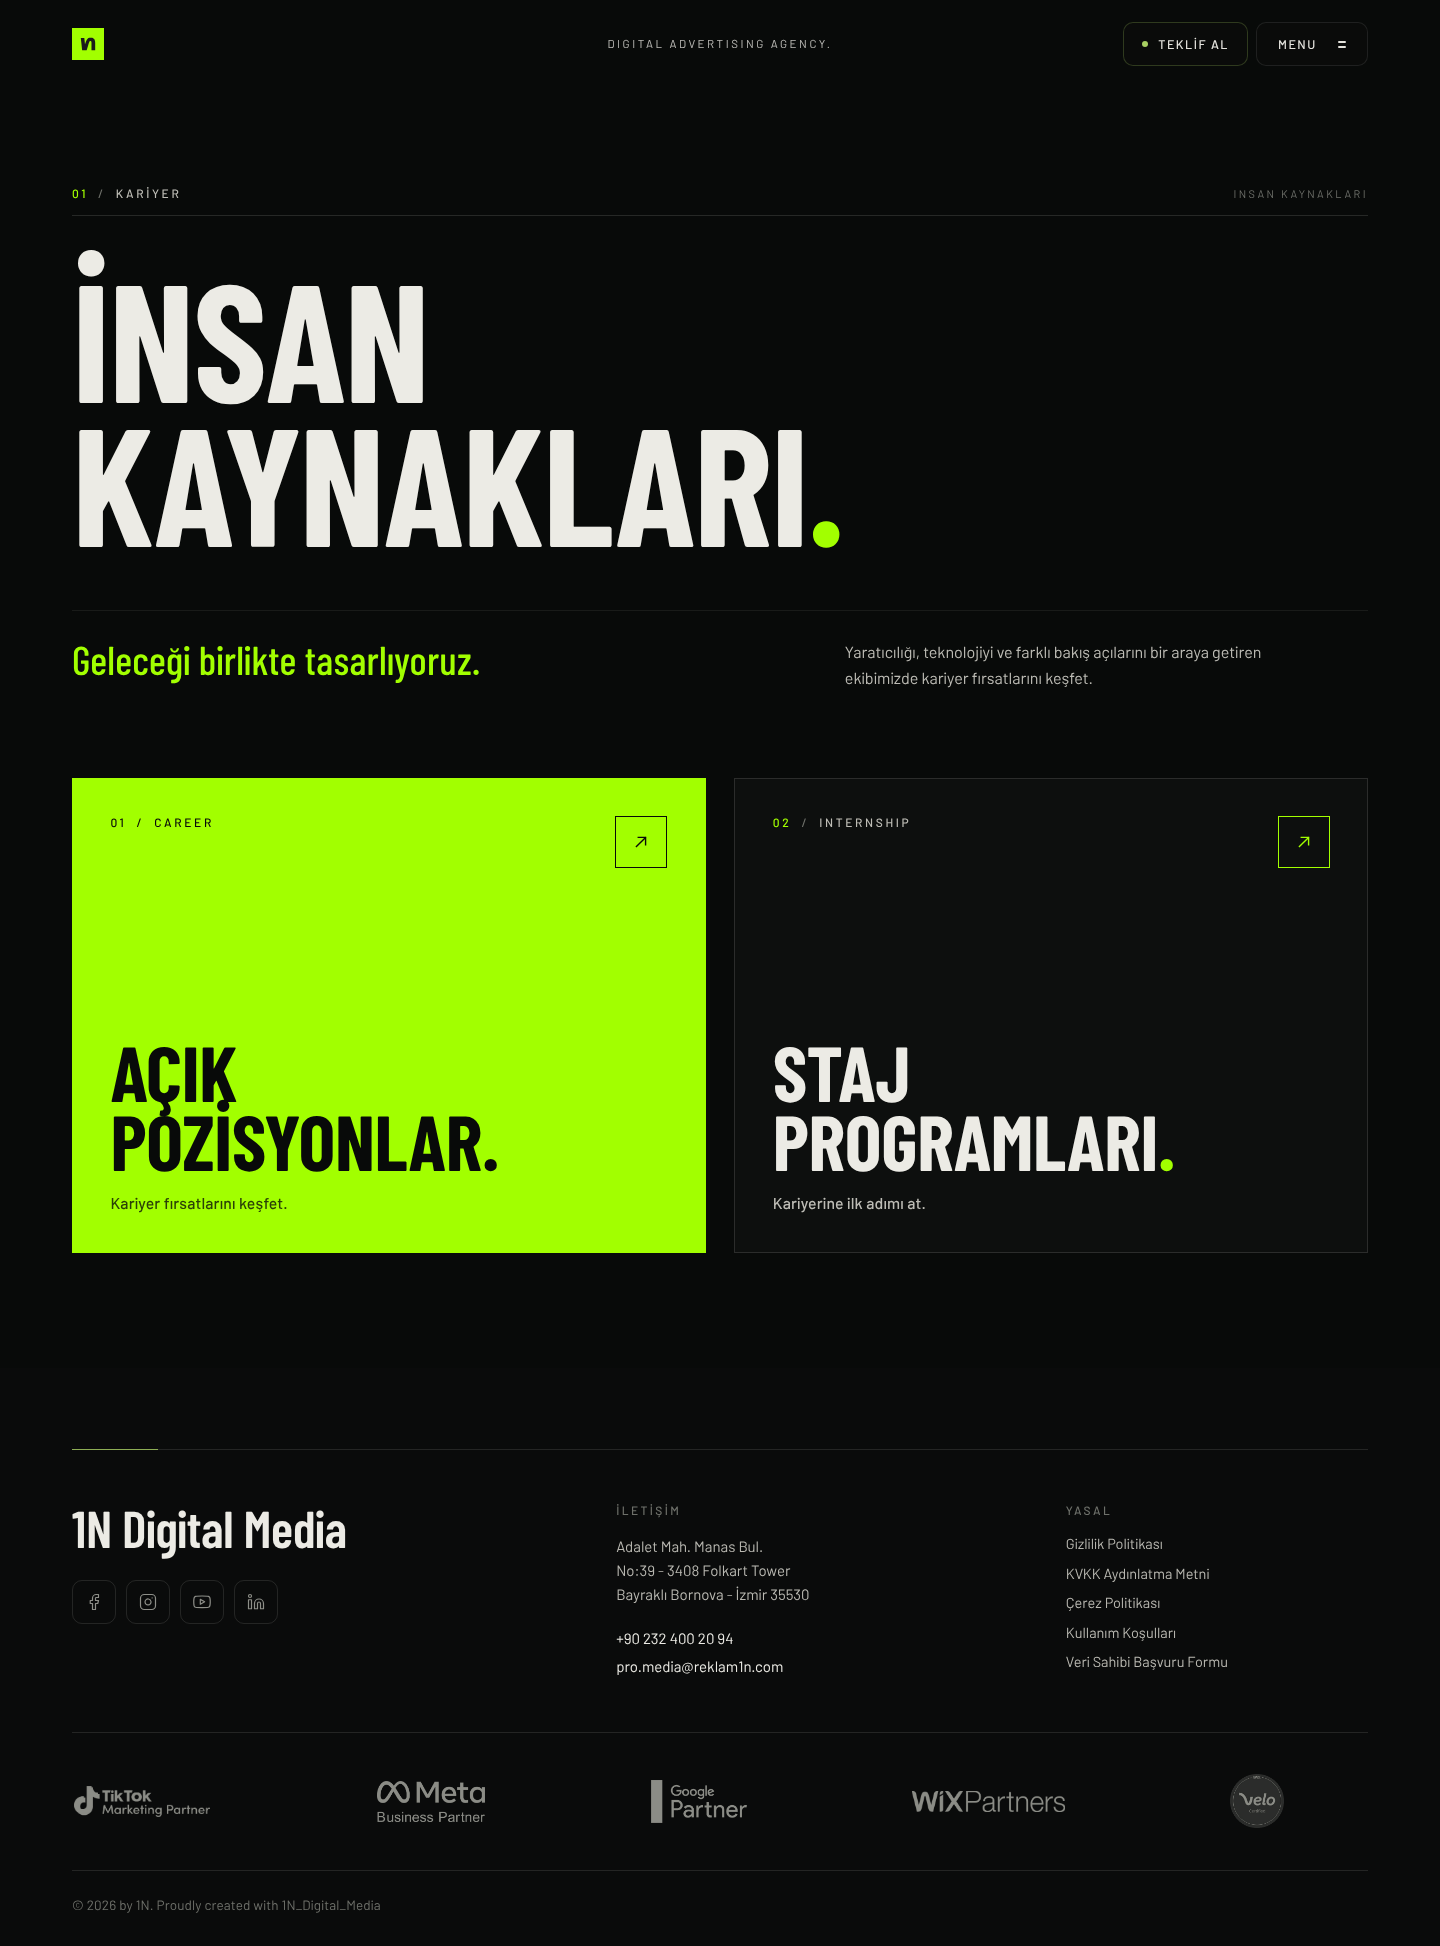 n
DIGITAL ADVERTISING AGENCY.
TEKLİF AL
MENU
01 / KARİYER
INSAN KAYNAKLARI
İNSAN
KAYNAKLARI.
Geleceği birlikte tasarlıyoruz.
Yaratıcılığı, teknolojiyi ve farklı bakış açılarını bir araya getiren
ekibimizde kariyer fırsatlarını keşfet.
01 / CAREER
AÇIK
POZİSYONLAR.
Kariyer fırsatlarını keşfet.
02 / INTERNSHIP
STAJ
PROGRAMLARI.
Kariyerine ilk adımı at.
1N Digital Media
İLETİŞİM
Adalet Mah. Manas Bul.
No:39 - 3408 Folkart Tower
Bayraklı Bornova - İzmir 35530
+90 232 400 20 94
pro.media@reklam1n.com
YASAL
Gizlilik Politikası
KVKK Aydınlatma Metni
Çerez Politikası
Kullanım Koşulları
Veri Sahibi Başvuru Formu
TikTok
Marketing Partner
Meta
Business Partner
Google
Partner
WiXPartners
velo
© 2026 by 1N. Proudly created with 1N_Digital_Media